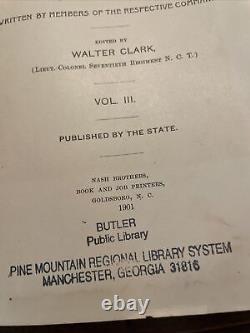 WRITTEN BY MEMBERS OF THE RESPECTIVE
EDITED BY
WALTER CLARK,
(LIEUT. COLONEL SEVENTIETH REGIMENT N. C. T.)
VOL. III.
PUBLISHED BY THE STATE.
NASH BROTHERS,
BOOK AND JOB PRINTERS,
GOLDSBORO, N. C.
1901
BUTLER
Public Library
PINE MOUNTAIN REGIONAL LIBRARY SYSTEM
MANCHESTER, GEORGIA 31816
ebay